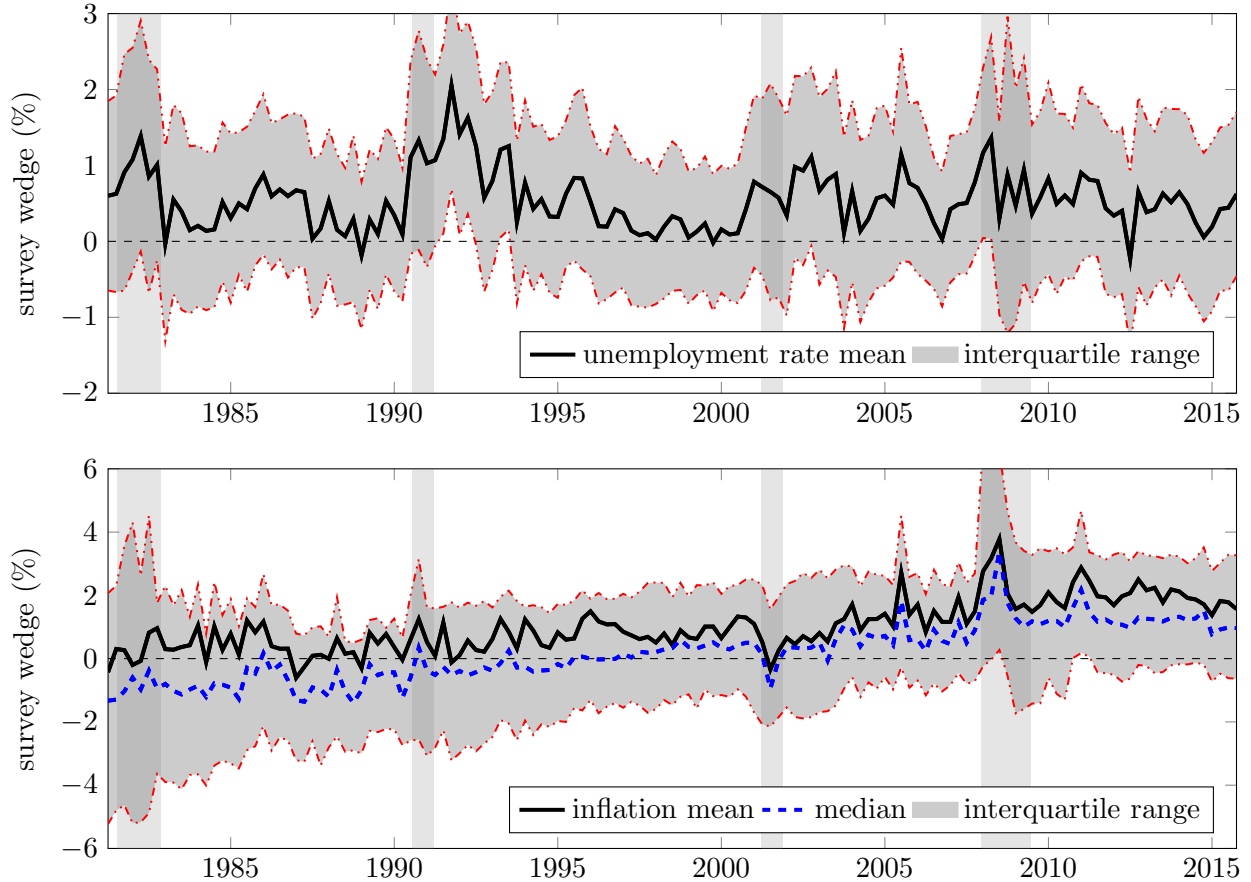 3
2
1
0
−1
−2
survey wedge (%)
unemployment rate mean interquartile range
1985 1990 1995 2000 2005 2010 2015
6
4
2
0
−2
−4
−6
survey wedge (%)
inflation mean median interquartile range
1985 1990 1995 2000 2005 2010 2015